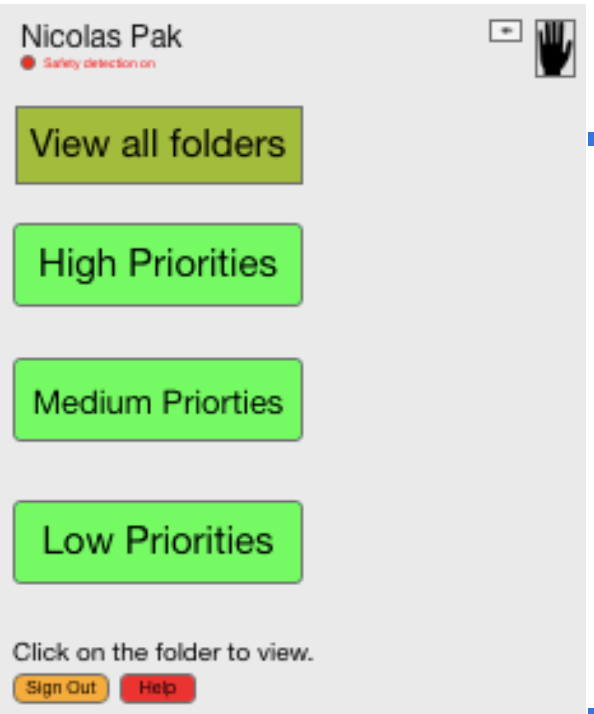 Nicolas Pak
Safety detection on
View all folders
High Priorities
Medium Priorties
Low Priorities
Click on the folder to view.
Sign Out Help